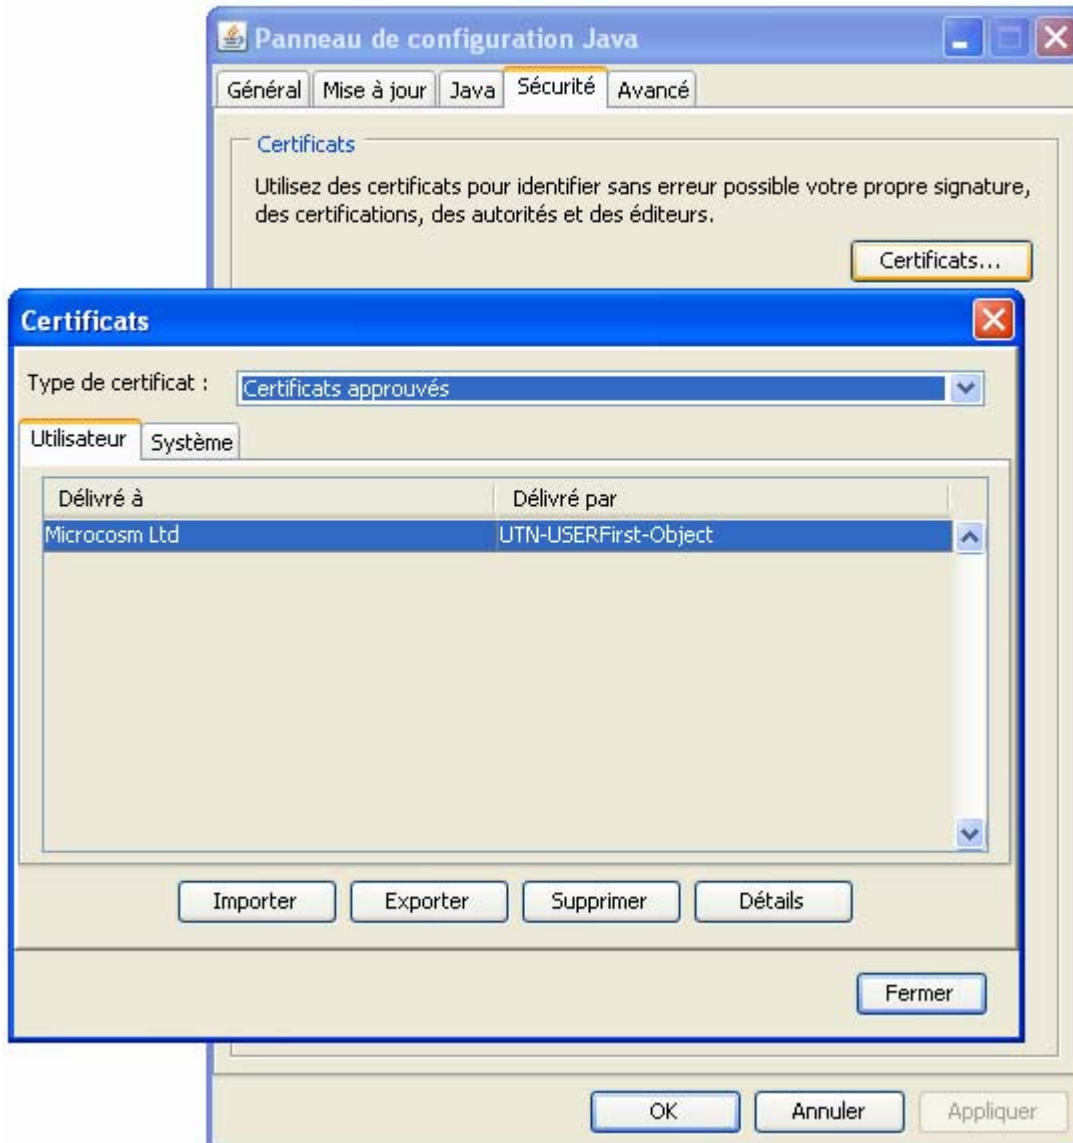 Panneau de configuration Java
Général Mise à jour Java Sécurité Avancé
Certificats
Utilisez des certificats pour identifier sans erreur possible votre propre signature,
des certifications, des autorités et des éditeurs.
Certificats...
Certificats
Type de certificat : Certificats approuvés
Utilisateur Système
Délivré à Délivré par
Microcosm Ltd UTN-USERFirst-Object
Importer Exporter Supprimer Détails
Fermer
OK Annuler Appliquer